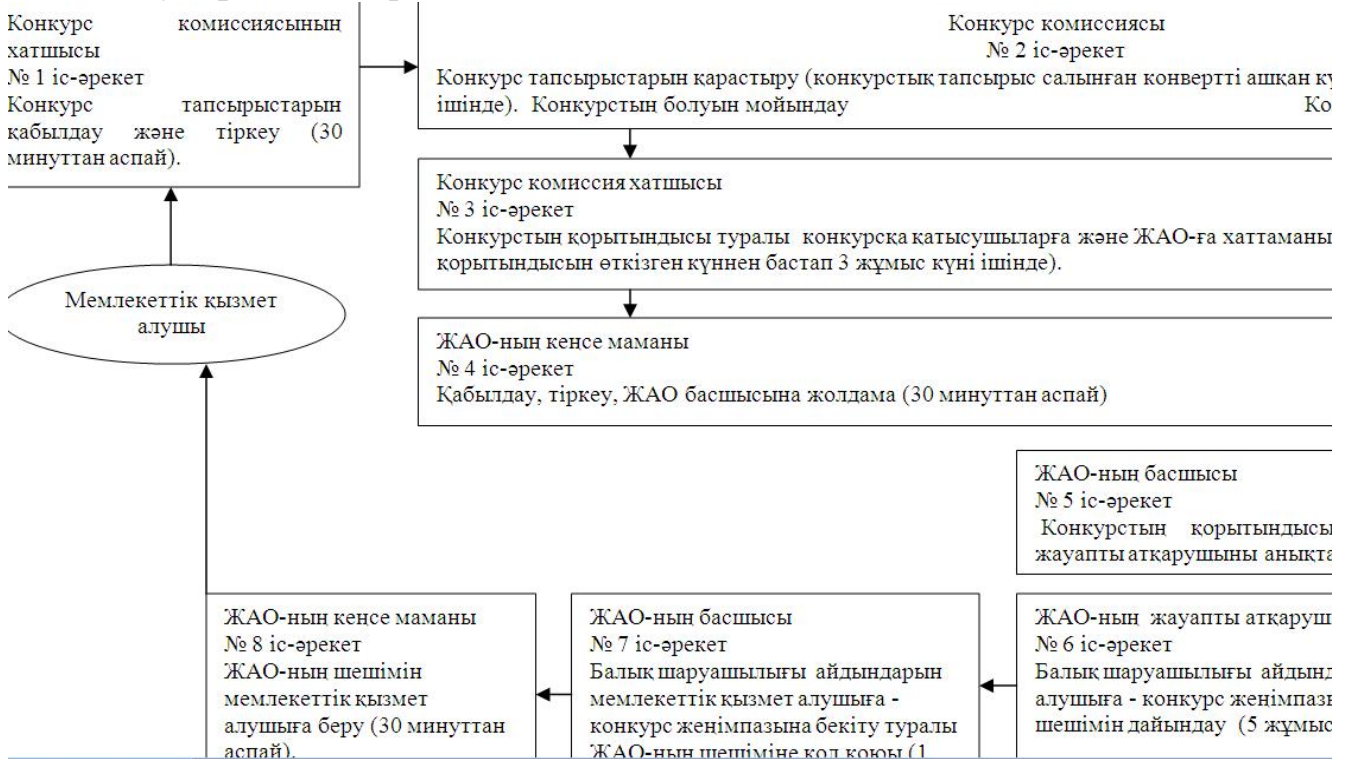 Конкурс комиссиясының
хатшысы
№ 1 іс-әрекет
Конкурс тапсырыстарын
қабылдау және тіркеу (30
минуттан аспай).
Конкурс комиссиясы
№ 2 іс-әрекет
Конкурс тапсырыстарын қарастыру (конкурстық тапсырыс салынған конвертті ашқан
ішінде). Конкурстың болуын мойындау
Конкурс комиссия хатшысы
№ 3 іс-әрекет
Конкурстың қорытындысы туралы конкурсқа қатысушыларға және ЖАО-ға хаттаманы
қорытындысын өткізген күннен бастап 3 жұмыс күні ішінде).
Мемлекеттік қызмет
алушы
ЖАО-ның кеңсе маманы
№ 4 іс-әрекет
Қабылдау, тіркеу, ЖАО басшысына жолдама (30 минуттан аспай)
ЖАО-ның басшысы
№ 5 іс-әрекет
Конкурстың қорытындысы
жауапты атқарушыны
ЖАО-ның жауапты
№ 6 іс-әрекет
Балық шаруашылығы
алушыға - конкурс
шешімін дайындау (5 жұмыс
ЖАО-ның басшысы
№ 7 іс-әрекет
Балық шаруашылығы айдындарын
мемлекеттік қызмет алушыға -
конкурс жеңімпазына бекіту туралы
ЖАО-ның шешіміне қол қоюы (1
ЖАО-ның кеңсе маманы
№ 8 іс-әрекет
ЖАО-ның шешімін
мемлекеттік қызмет
алушыға беру (30 минуттан
аспай).